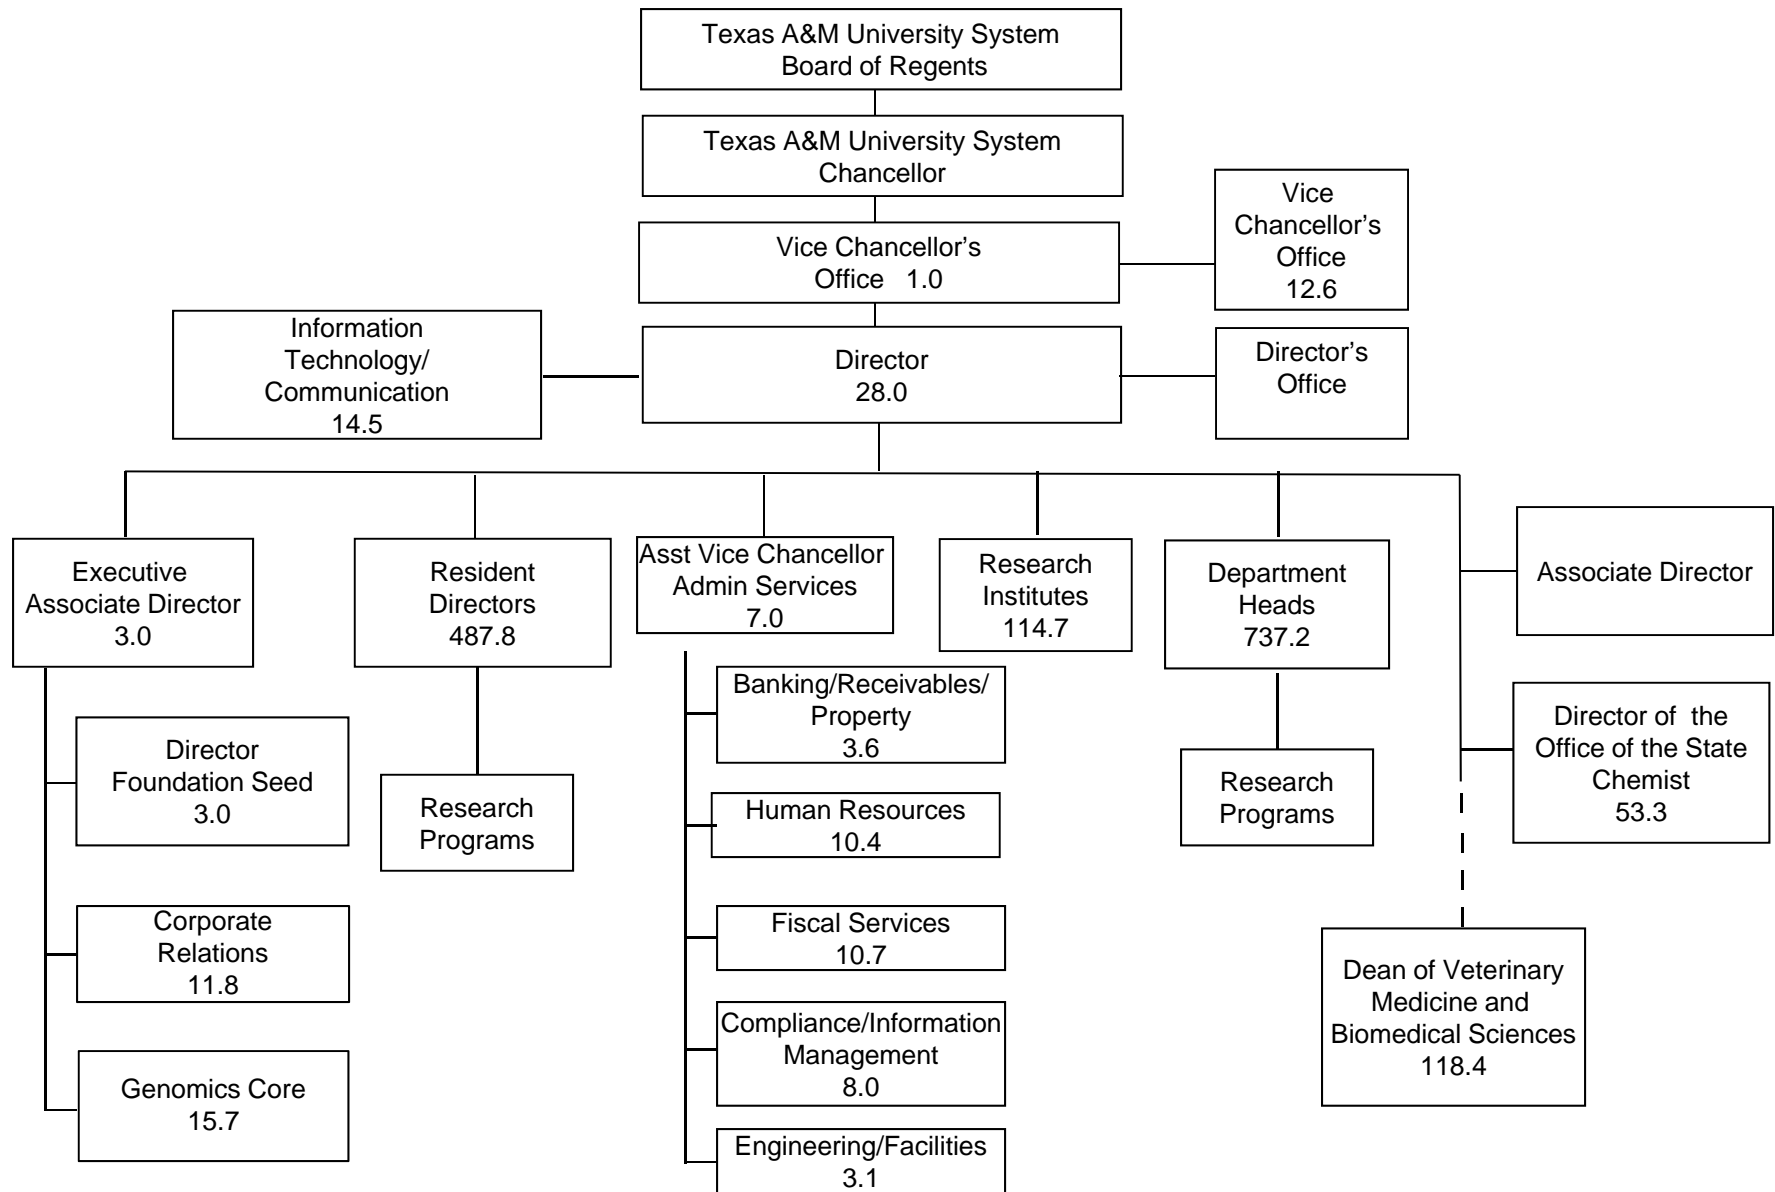 Texas A&M University System
Board of Regents
Texas A&M University System
Chancellor
Vice Chancellor's
Office 1.0
Vice
Chancellor's
Office
12.6
Information
Technology/
Communication
14.5
Director
28.0
Director's
Office
Executive
Associate Director
3.0
Resident
Directors
487.8
Asst Vice Chancellor
Admin Services
7.0
Research
Institutes
114.7
Department
Heads
737.2
Associate Director
Director
Foundation Seed
3.0
Corporate
Relations
11.8
Genomics Core
15.7
Research
Programs
Banking/Receivables/
Property
3.6
Human Resources
10.4
Fiscal Services
10.7
Compliance/Information
Management
8.0
Engineering/Facilities
3.1
Research
Programs
Director of  the
Office of the State
Chemist
53.3
Dean of Veterinary
Medicine and
Biomedical Sciences
118.4